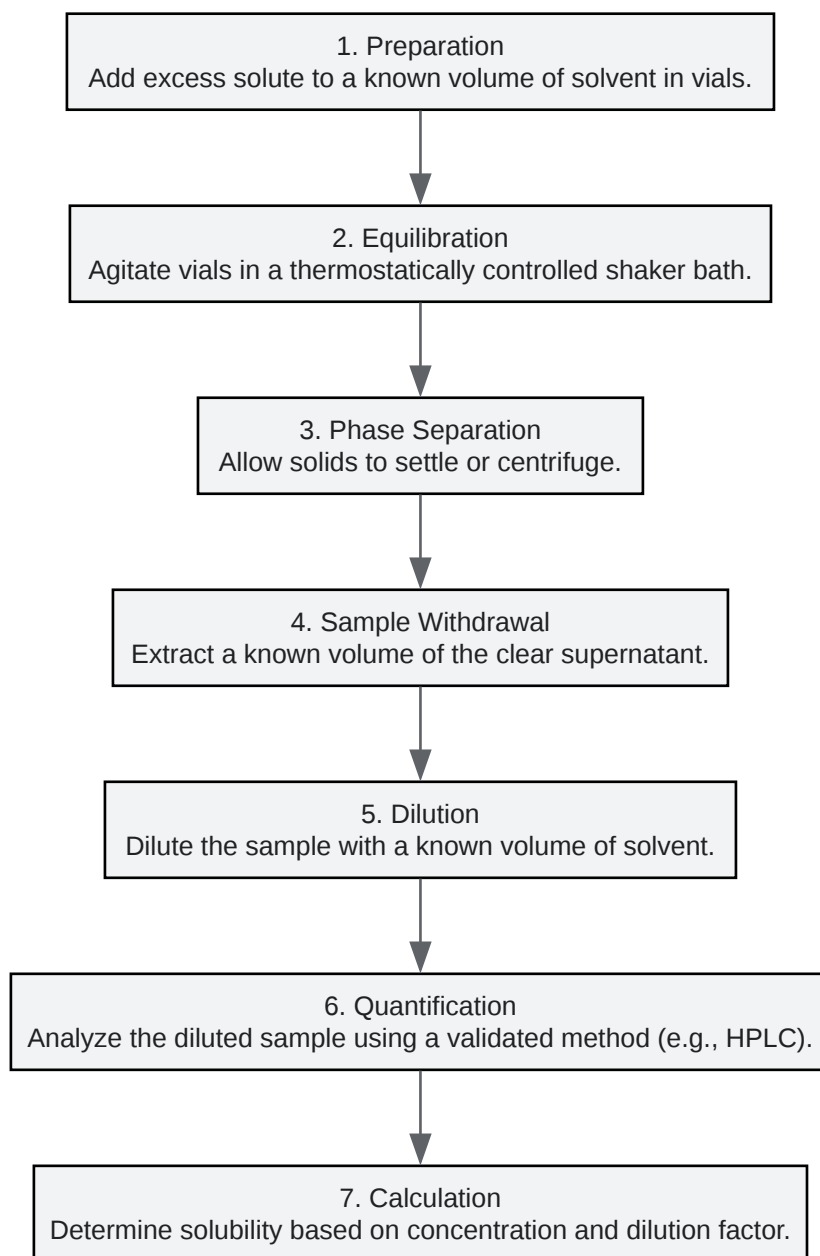 1. Preparation
Add excess solute to a known volume of solvent in vials.
2. Equilibration
Agitate vials in a thermostatically controlled shaker bath.
3. Phase Separation
Allow solids to settle or centrifuge.
4. Sample Withdrawal
Extract a known volume of the clear supernatant.
5. Dilution
Dilute the sample with a known volume of solvent.
6. Quantification
Analyze the diluted sample using a validated method (e.g., HPLC).
7. Calculation
Determine solubility based on concentration and dilution factor.